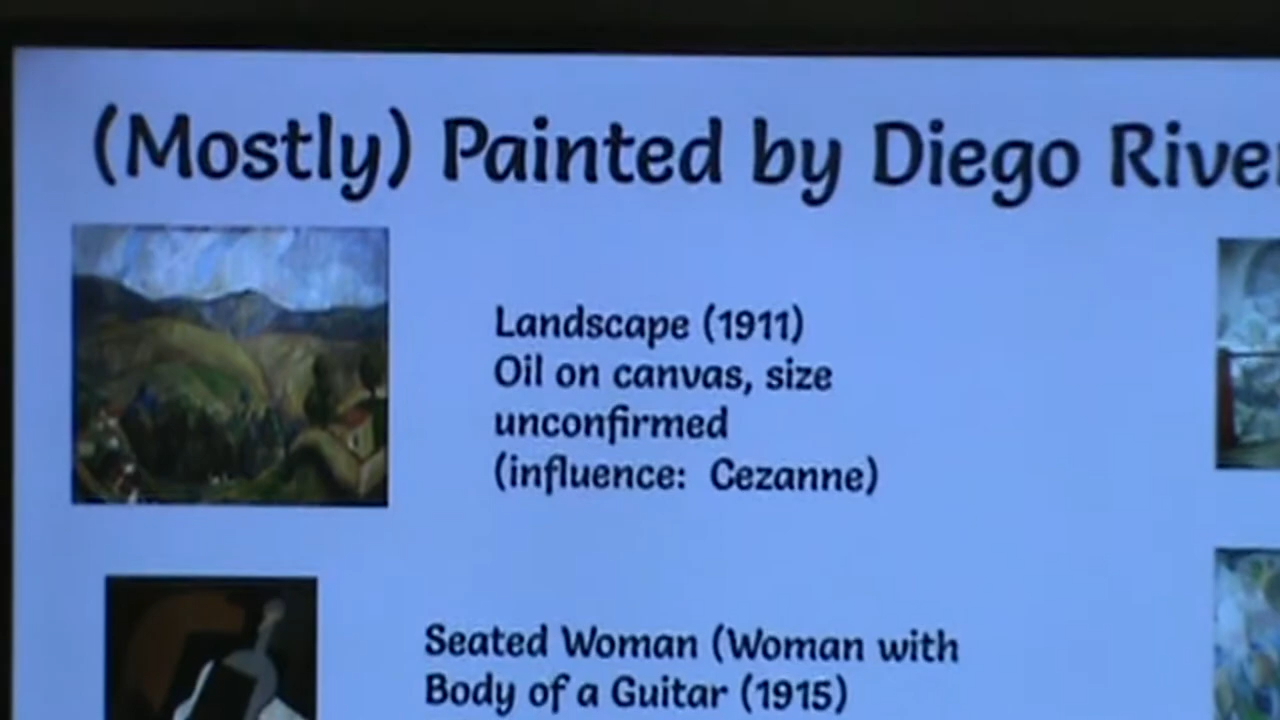 (Mostly) Painted by Diego
Landscape (1911)
Oil on canvas, size
unconfirmed
(influence: Cezanne)
Seated Woman (Woman with
Body of a Guitar (1915)